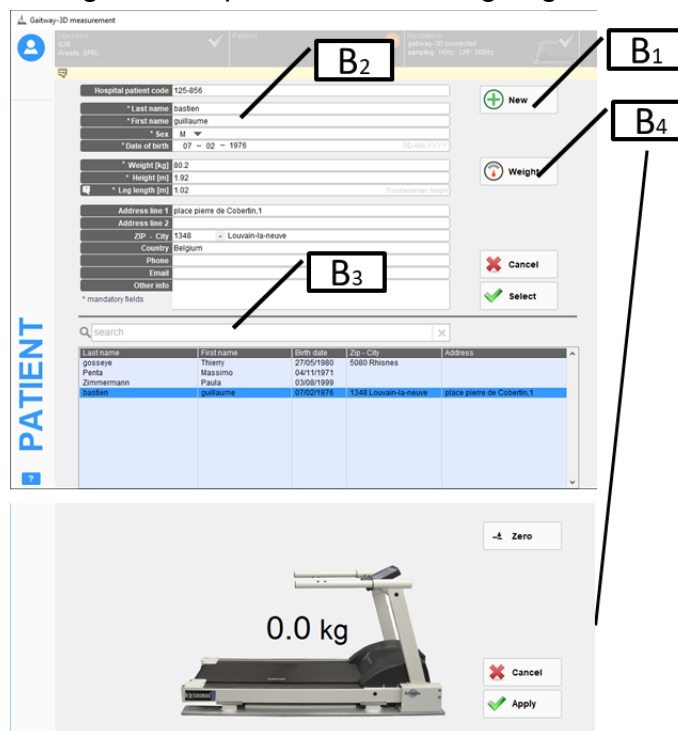 Gaitway-3D measurement
Operator
GJB
Arsalis, SPRL
Patient
Hardware
gaitway-3D connected
sampling 1KHz LPF: 500Hz
B1
B2
Hospital patient code 125-856
New
B4
* Last name bastien
* First name guillaume
* Sex M
* Date of birth 07 - 02 - 1976 DD-MM-YYYY
* Weight [kg] 80.2
Weight
* Height [m] 1.92
* Leg length [m] 1.02 Trochanterian height
Address line 1 place pierre de Cobertin,1
Address line 2
ZIP - City 1348 - Louvain-la-neuve
Country Belgium
Phone
B3
Cancel
Email
Other info
Select
* mandatory fields
search
Last name First name Birth date Zip - City Address
gosseye Thierry 27/05/1980 5080 Rhisnes
Penta Massimo 04/11/1971
Zimmermann Paula 03/08/1999
bastien guillaume 07/02/1976 1348 Louvain-la-neuve place pierre de Cobertin,1
PATIENT
?
Zero
0.0 kg
Cancel
Apply